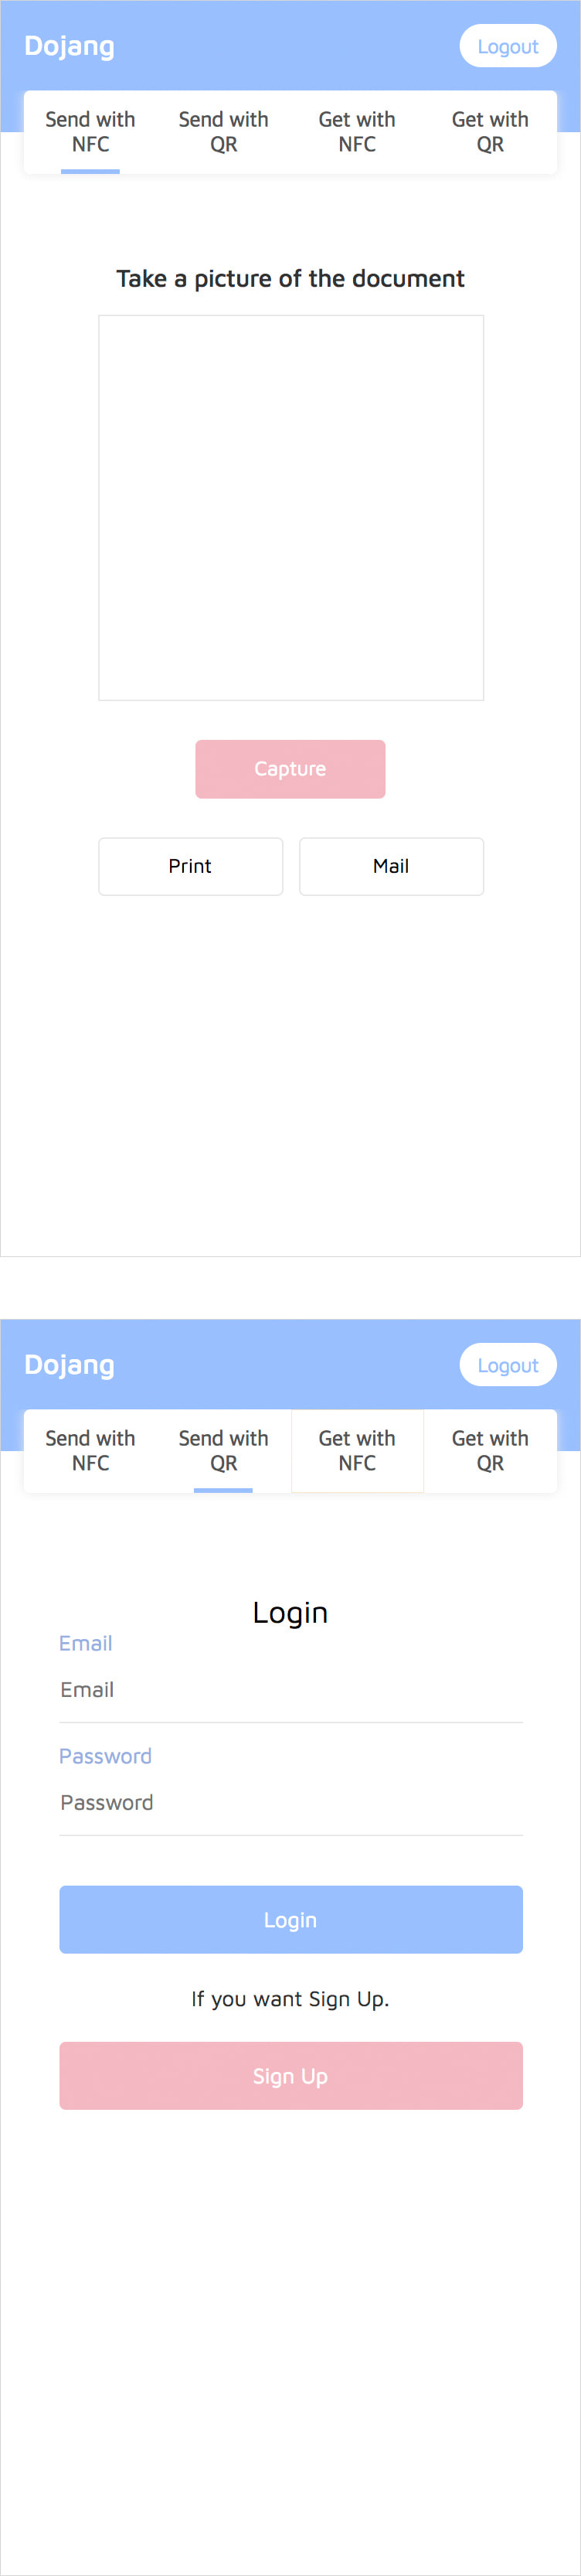 Dojang
Logout
Send with
NFC
Send with
QR
Get with
NFC
Get with
QR
Take a picture of the document
Capture
Print
Mail
Dojang
Logout
Send with
NFC
Send with
QR
Get with
NFC
Get with
QR
Login
Email
Email
Password
Password
Login
If you want Sign Up.
Sign Up